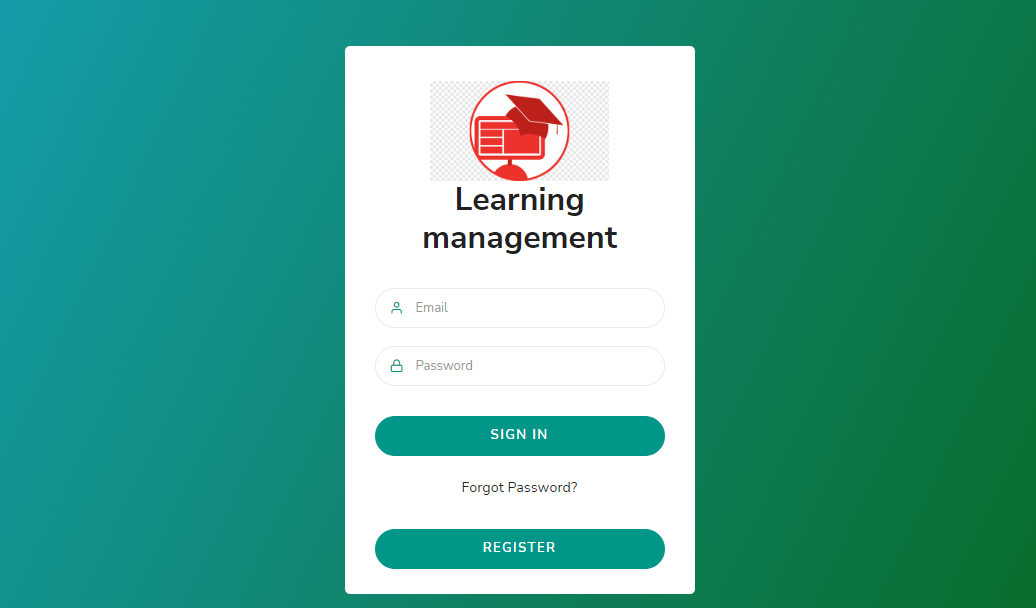 Learning
management
Email
Password
SIGN IN
Forgot Password?
REGISTER